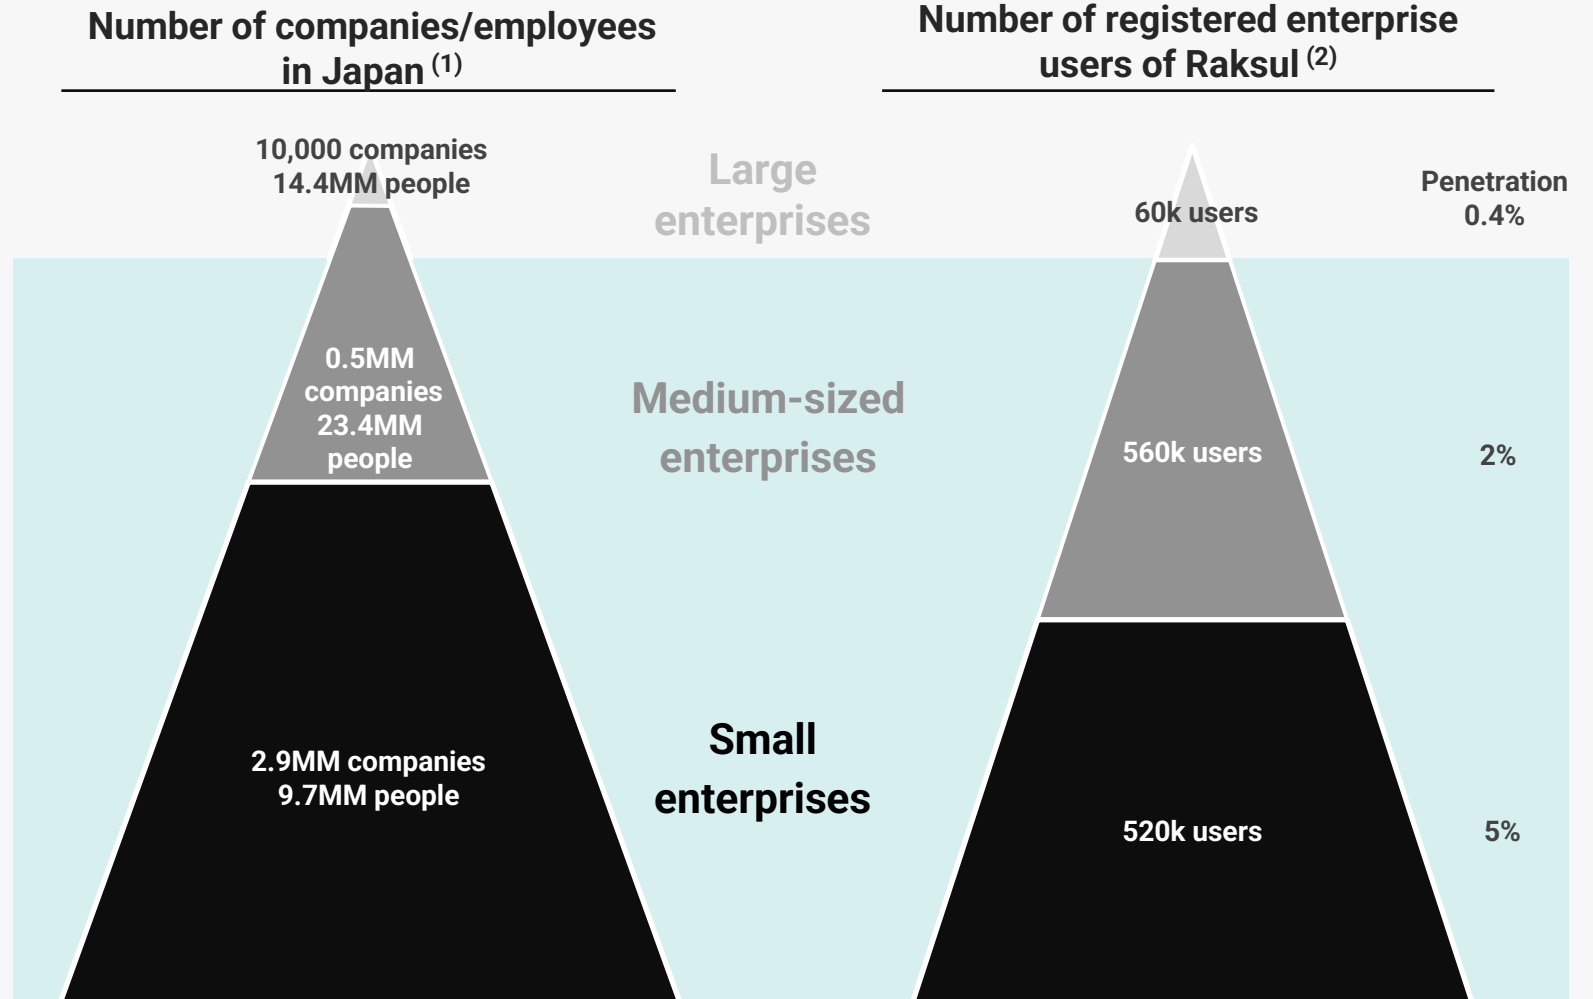 Number of companies/employees
in Japan (1)
Number of registered enterprise
users of Raksul (2)
10,000 companies
14.4MM people
Large
enterprises
60k users
Penetration
0.4%
0.5MM
companies
23.4MM
people
Medium-sized
enterprises
560k users
2%
2.9MM companies
9.7MM people
Small
enterprises
520k users
5%